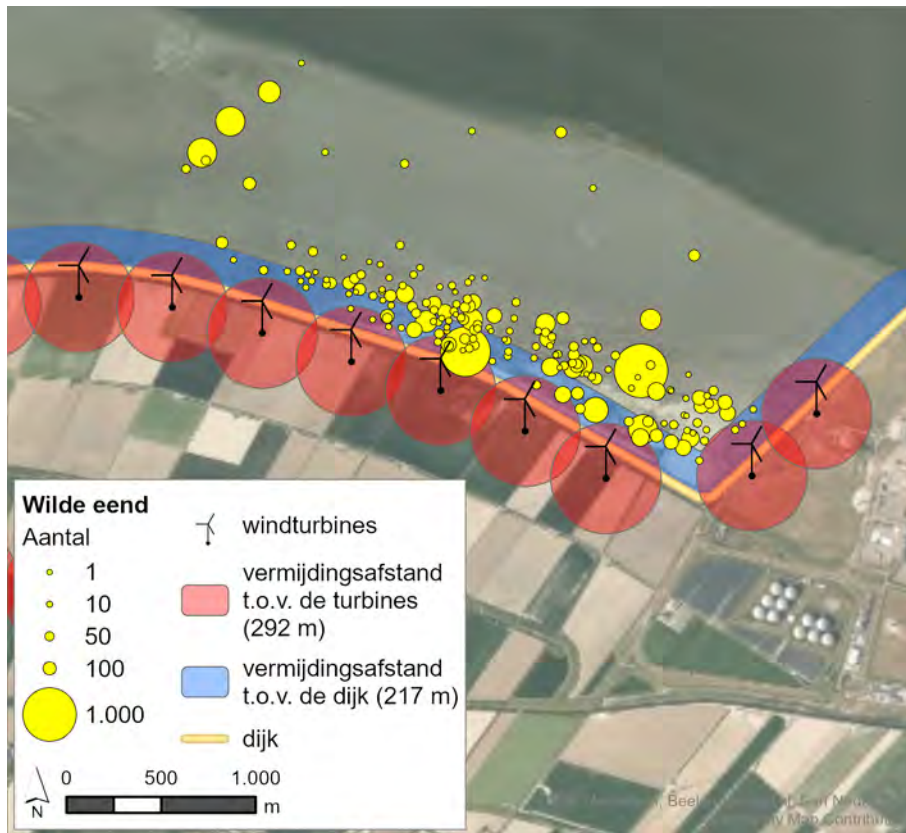 Wilde eend
Aantal
1
10
50
100
1.000
windturbines
vermijdingsafstand
t.o.v. de turbines
(292 m)
vermijdingsafstand
t.o.v. de dijk (217 m)
dijk
0 500 1.000
m
N